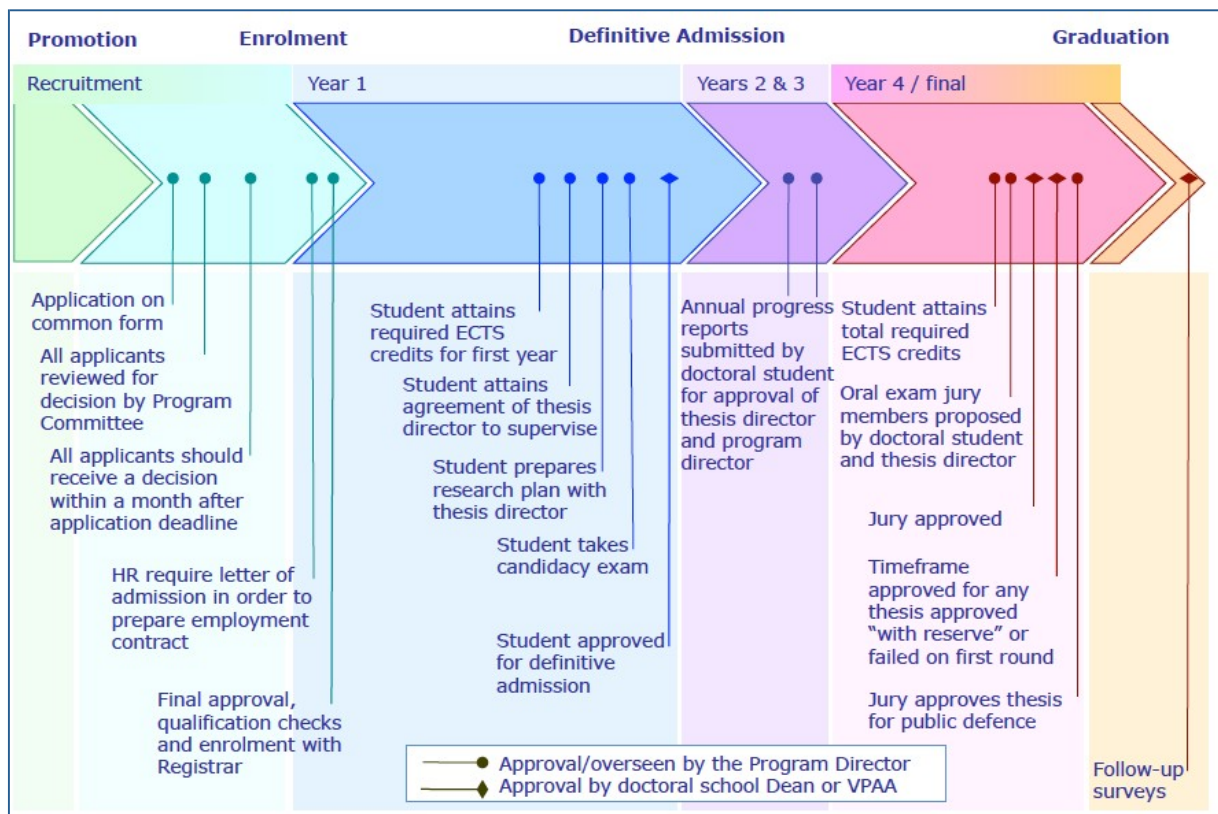 Promotion
Enrolment
Definitive Admission
Graduation
Recruitment
Year 1
Years 2 & 3
Year 4 / final
Application on
common form
All applicants
reviewed for
decision by Program
Committee
All applicants should
receive a decision
within a month after
application deadline
HR require letter of
admission in order to
prepare employment
contract
Final approval,
qualification checks
and enrolment with
Registrar
Student attains
required ECTS
credits for first year
Student attains
agreement of thesis
director to supervise
Student prepares
research plan with
thesis director
Student takes
candidacy exam
Student approved
for definitive
admission
Annual progress
reports
submitted by
doctoral student
for approval of
thesis director
and program
director
Student attains
total required
ECTS credits
Oral exam jury
members proposed
by doctoral student
and thesis director
Jury approved
Timeframe
approved for any
thesis approved
“with reserve” or
failed on first round
Jury approves thesis
for public defence
Follow-up
surveys
Approval/overseen by the Program Director
Approval by doctoral school Dean or VPAA